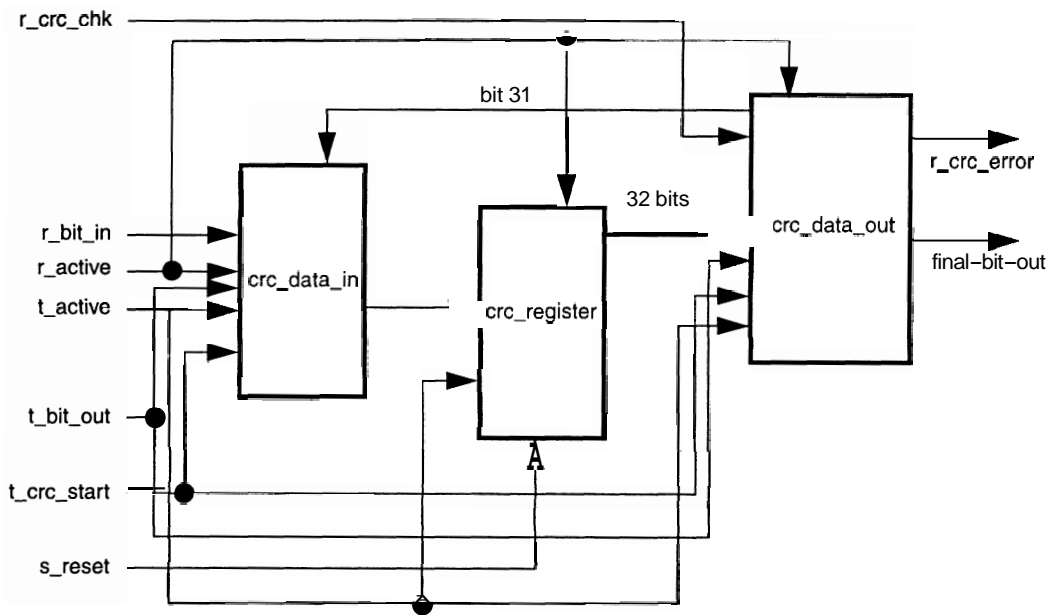 r_crc_chk
bit 31
r_crc_error
32 bits
crc_data_out
r_bit_in
final-bit-out
r_active
crc_data_in
t_active
crc_register
t_bit_out
A
t_crc_start
s_reset